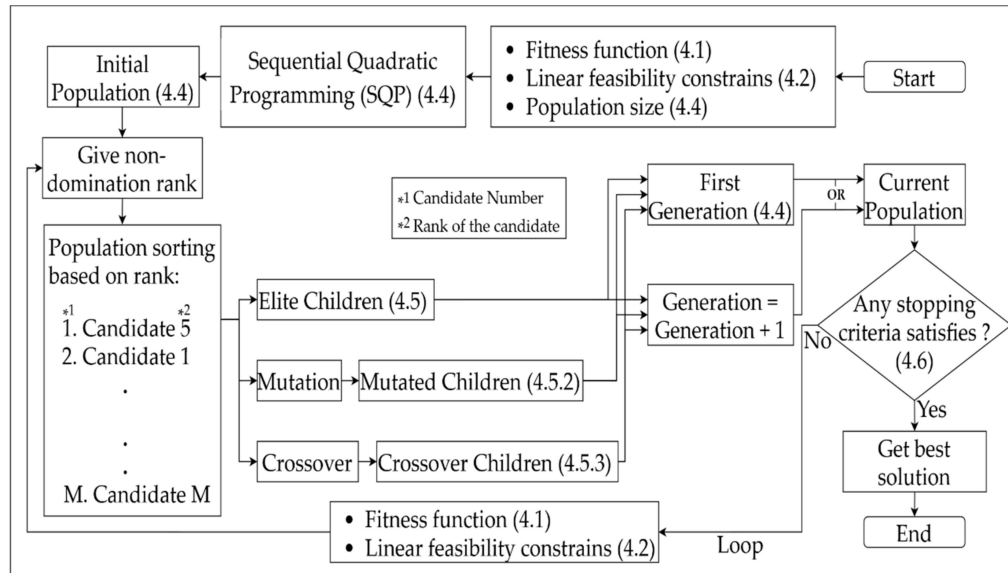 Start
• Fitness function (4.1)
• Linear feasibility constrains (4.2)
• Population size (4.4)
Sequential Quadratic
Programming (SQP) (4.4)
Initial
Population (4.4)
Give non-
domination rank
Population sorting
based on rank:
*1 *2
1. Candidate 5
2. Candidate 1
.
.
.
M. Candidate M
*1 Candidate Number
*2 Rank of the candidate
Elite Children (4.5)
Mutation
Mutated Children (4.5.2)
Crossover
Crossover Children (4.5.3)
First
Generation (4.4)
Generation =
Generation + 1
OR
Current
Population
Any stopping
criteria satisfies ?
(4.6)
No
Yes
Get best
solution
End
Loop
• Fitness function (4.1)
• Linear feasibility constrains (4.2)